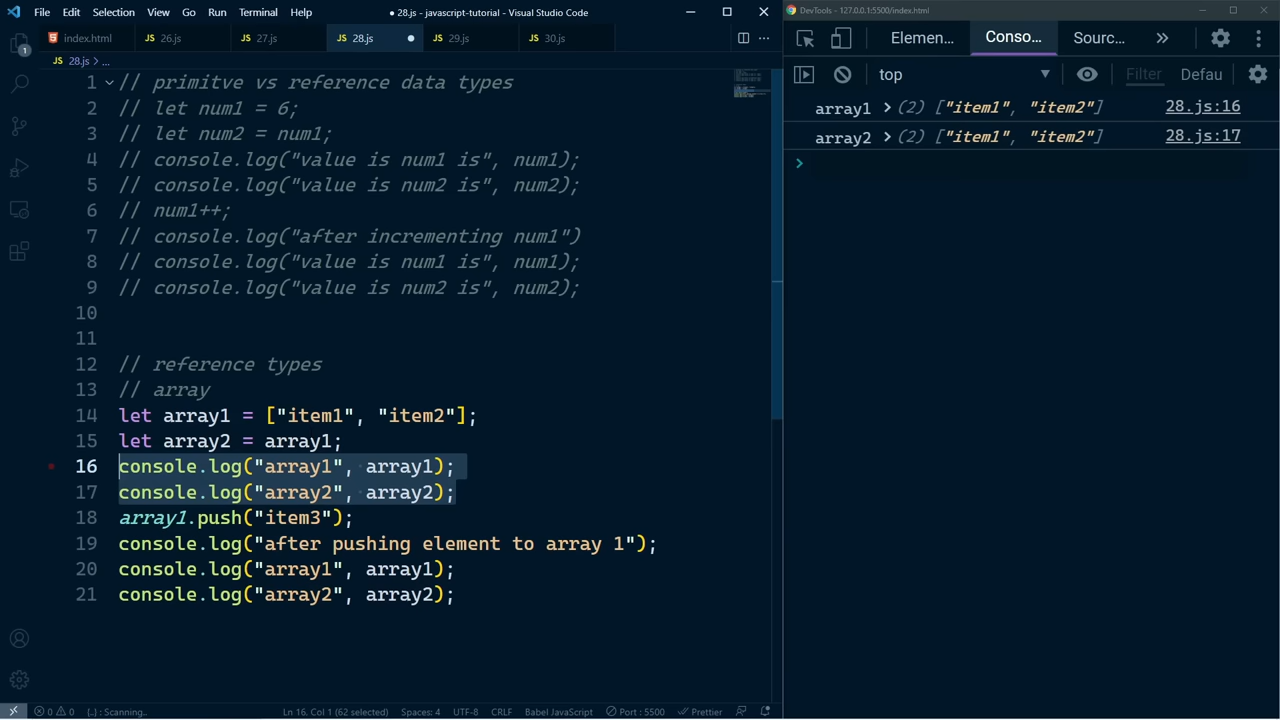 File Edit Selection View Go Run Terminal Help
● 28.js - javascript-tutorial - Visual Studio Code
index.html
JS 26.js
JS 27.js
JS 28.js
JS 29.js
JS 30.js
JS 28.js > ...
1 // primitve vs reference data types
2 // let num1 = 6;
3 // let num2 = num1;
4 // console.log("value is num1 is", num1);
5 // console.log("value is num2 is", num2);
6 // num1++;
7 // console.log("after incrementing num1")
8 // console.log("value is num1 is", num1);
9 // console.log("value is num2 is", num2);
10
11
12 // reference types
13 // array
14 let array1 = ["item1", "item2"];
15 let array2 = array1;
16 console.log("array1", array1);
17 console.log("array2", array2);
18 array1.push("item3");
19 console.log("after pushing element to array 1");
20 console.log("array1", array1);
21 console.log("array2", array2);
1
0 0 {..} : Scanning.. Ln 16, Col 1 (62 selected) Spaces: 4 UTF-8 CRLF Babel JavaScript Port : 5500 Prettier
DevTools - 127.0.0.1:5500/index.html
Elemen... Conso... Sourc... »
top Filter Defau
array1 > (2) ["item1", "item2"] 28.js:16
array2 > (2) ["item1", "item2"] 28.js:17
>